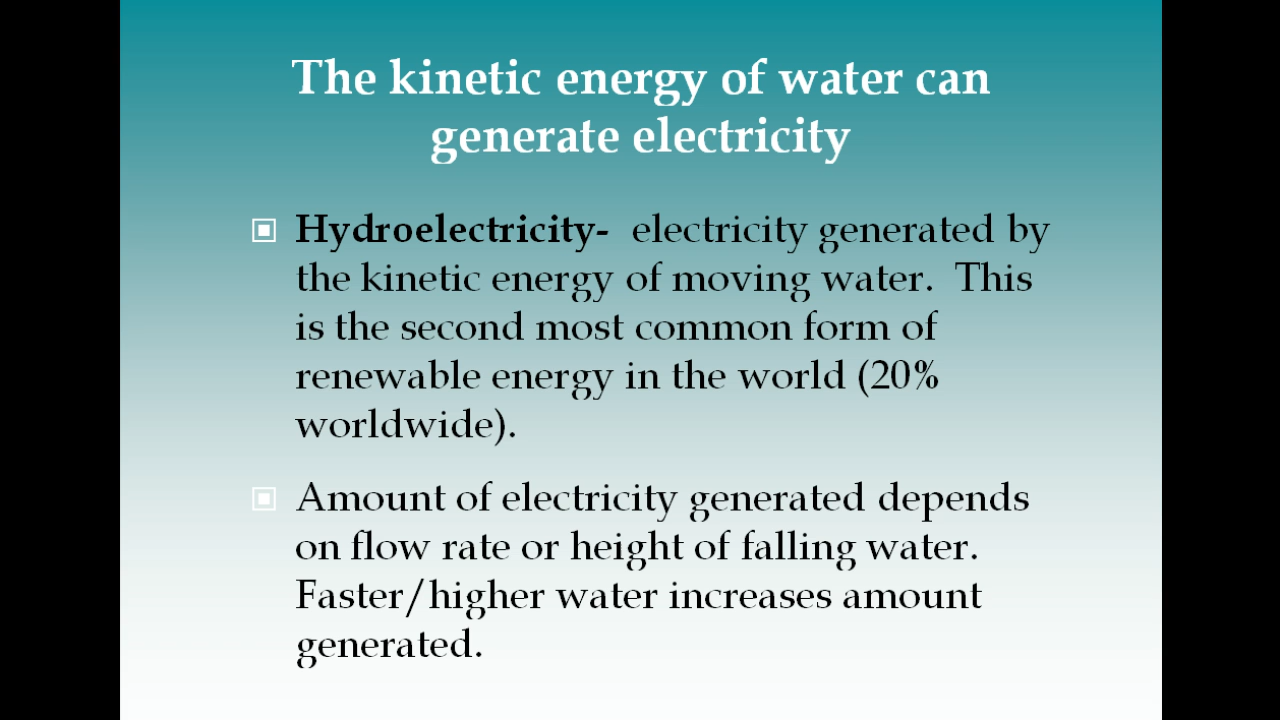 The kinetic energy of water can
generate electricity
Hydroelectricity- electricity generated by
the kinetic energy of moving water. This
is the second most common form of
renewable energy in the world (20%
worldwide).
Amount of electricity generated depends
on flow rate or height of falling water.
Faster/higher water increases amount
generated.